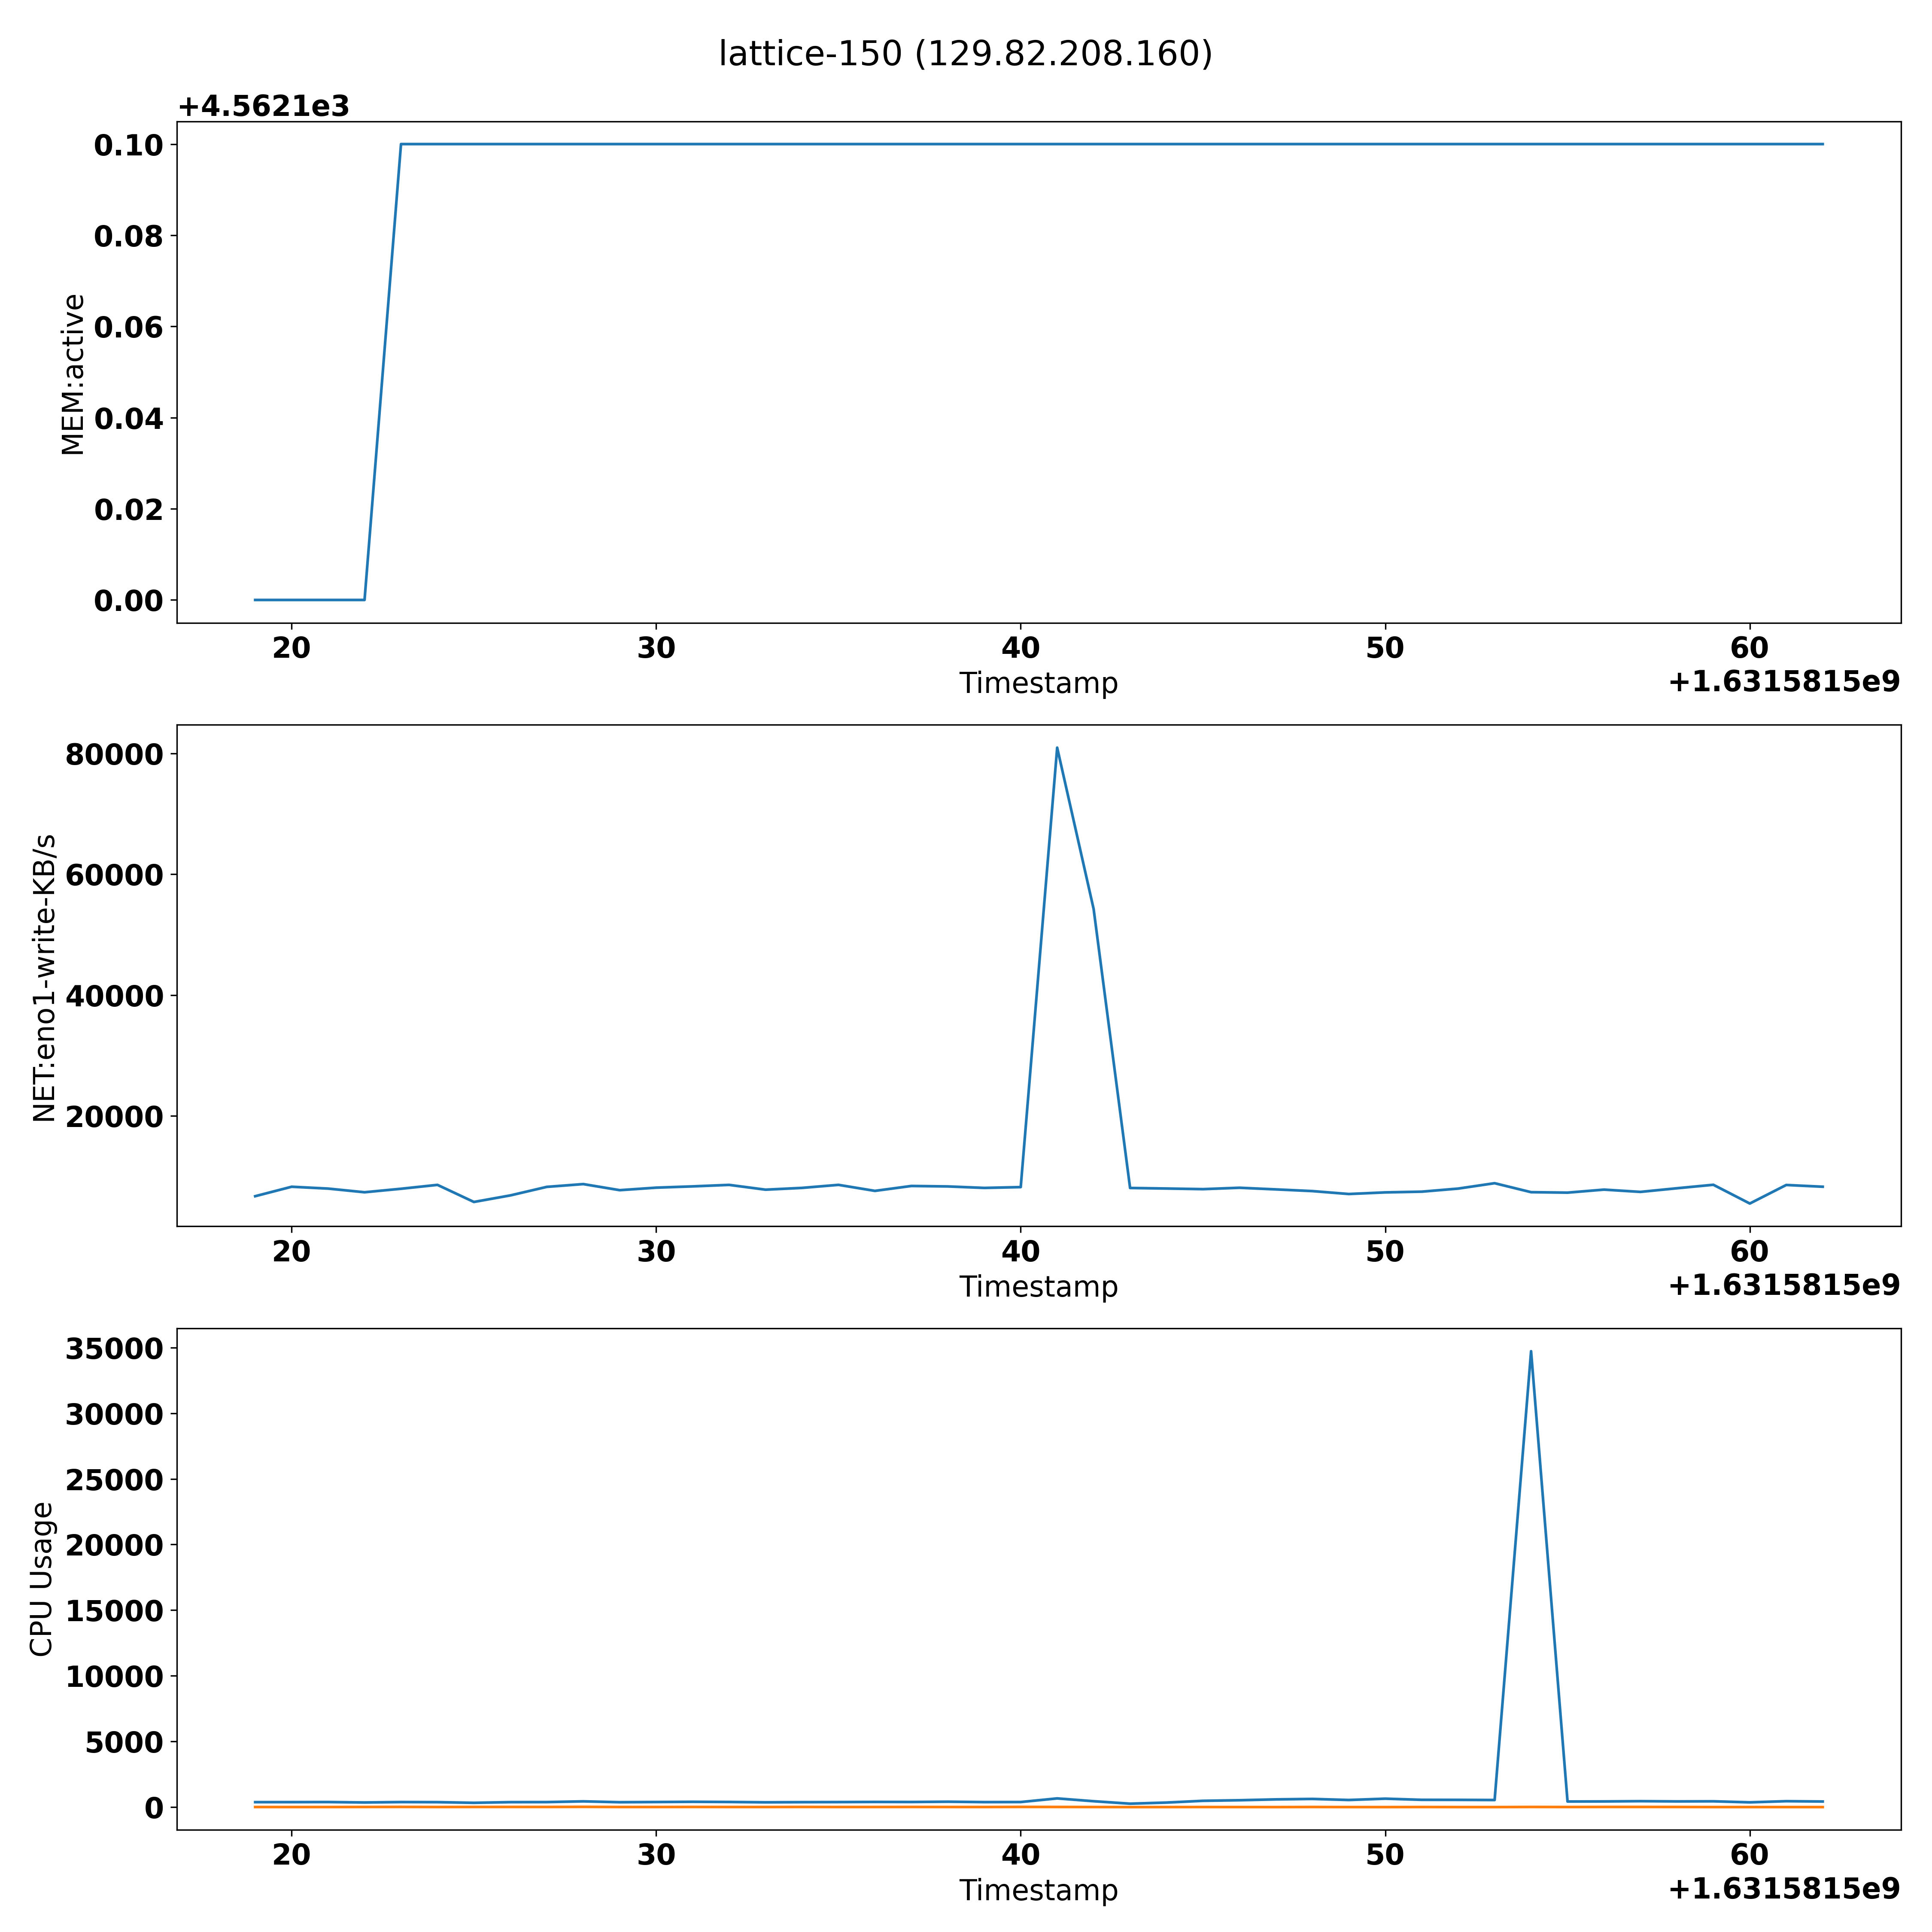 lattice-150 (129.82.208.160)
+4.5621e3
0.10
0.08
0.06
0.04
0.02
0.00
MEM:active
20 30 40 50 60
Timestamp
+1.6315815e9
80000
60000
40000
20000
NET:eno1-write-KB/s
20 30 40 50 60
Timestamp
+1.6315815e9
35000
30000
25000
20000
15000
10000
5000
0
CPU Usage
20 30 40 50 60
Timestamp
+1.6315815e9